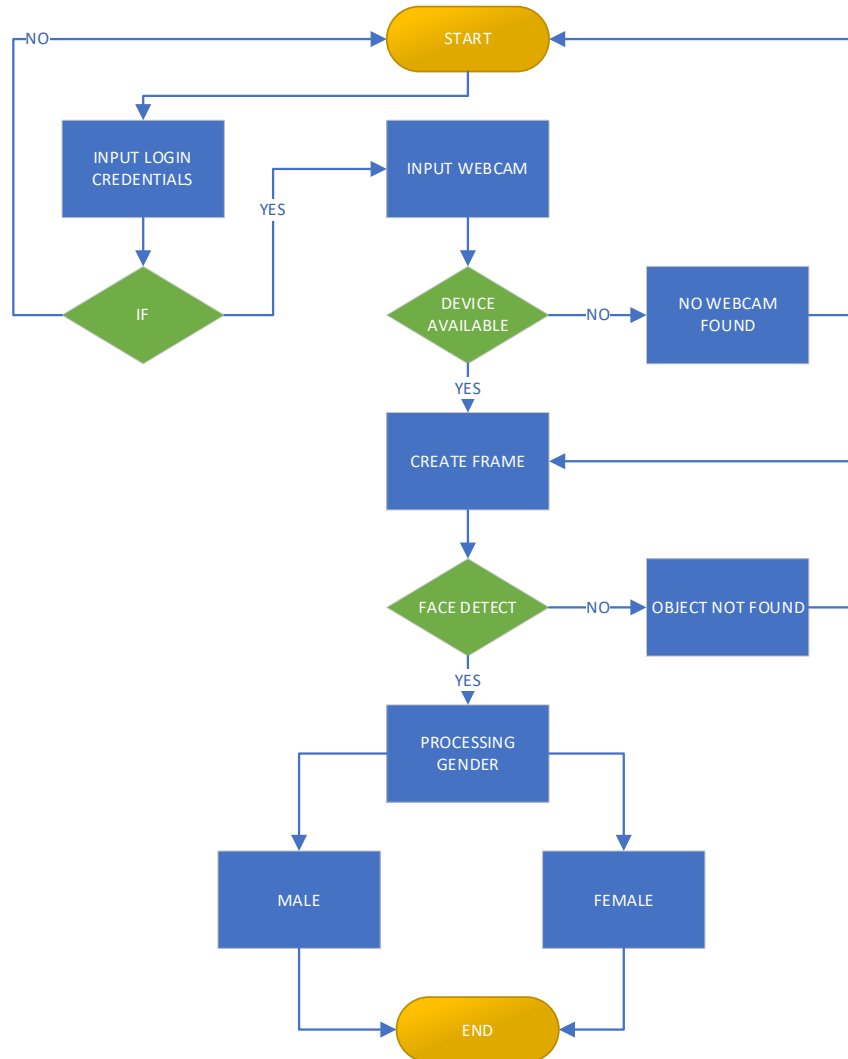 NO
START
INPUT LOGIN
CREDENTIALS
INPUT WEBCAM
YES
IF
DEVICE
AVAILABLE
NO
NO WEBCAM
FOUND
YES
CREATE FRAME
FACE DETECT
NO
OBJECT NOT FOUND
YES
PROCESSING
GENDER
MALE
FEMALE
END